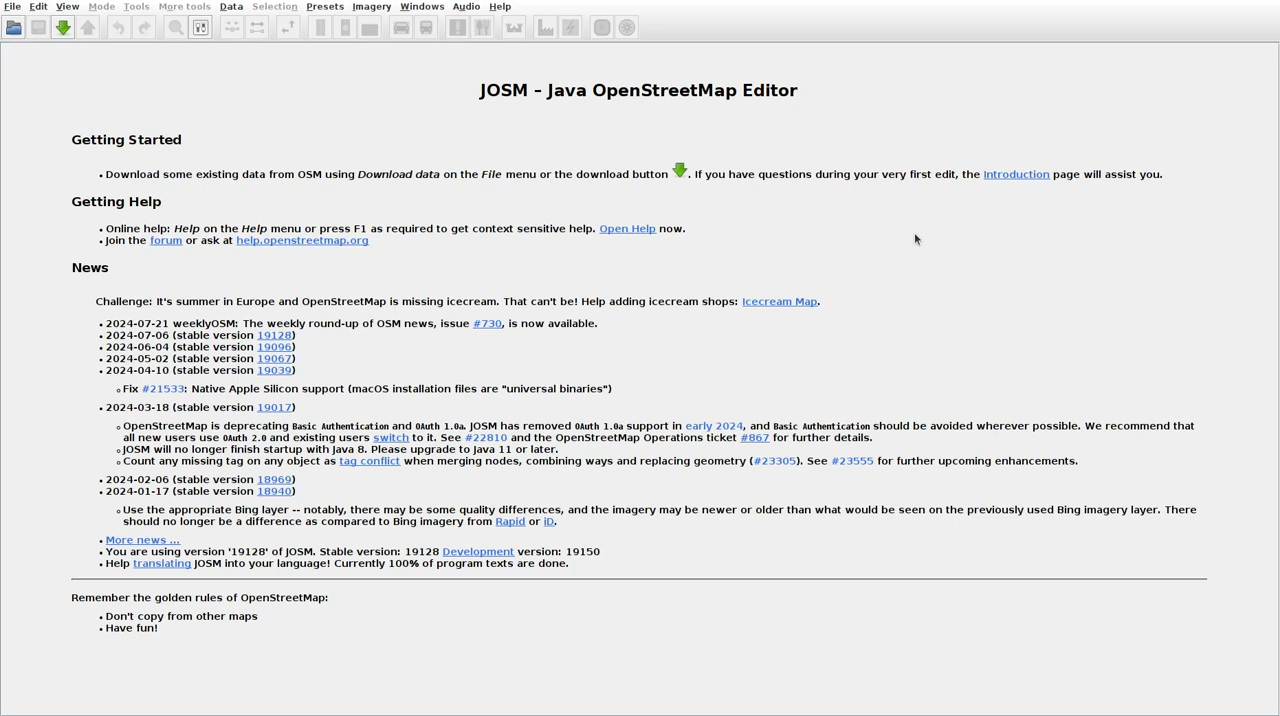 File Edit View Mode Tools More tools Data Selection Presets Imagery Windows Audio Help
JOSM – Java OpenStreetMap Editor
Getting Started
Download some existing data from OSM using Download data on the File menu or the download button . If you have questions during your very first edit, the Introduction page will assist you.
Getting Help
Online help: Help on the Help menu or press F1 as required to get context sensitive help. Open Help now.
Join the forum or ask at help.openstreetmap.org
News
Challenge: It's summer in Europe and OpenStreetMap is missing icecream. That can't be! Help adding icecream shops: Icecream Map.
2024-07-21 weeklyOSM: The weekly round-up of OSM news, issue #730, is now available.
2024-07-06 (stable version 19128)
2024-06-04 (stable version 19096)
2024-05-02 (stable version 19067)
2024-04-10 (stable version 19039)
Fix #21533: Native Apple Silicon support (macOS installation files are "universal binaries")
2024-03-18 (stable version 19017)
OpenStreetMap is deprecating Basic Authentication and OAuth 1.0a. JOSM has removed OAuth 1.0a support in early 2024, and Basic Authentication should be avoided wherever possible. We recommend that
all new users use OAuth 2.0 and existing users switch to it. See #22810 and the OpenStreetMap Operations ticket #867 for further details.
JOSM will no longer finish startup with Java 8. Please upgrade to Java 11 or later.
Count any missing tag on any object as tag conflict when merging nodes, combining ways and replacing geometry (#23305). See #23555 for further upcoming enhancements.
2024-02-06 (stable version 18969)
2024-01-17 (stable version 18940)
Use the appropriate Bing layer -- notably, there may be some quality differences, and the imagery may be newer or older than what would be seen on the previously used Bing imagery layer. There
should no longer be a difference as compared to Bing imagery from Rapid or iD.
More news ...
You are using version '19128' of JOSM. Stable version: 19128 Development version: 19150
Help translating JOSM into your language! Currently 100% of program texts are done.
Remember the golden rules of OpenStreetMap:
Don't copy from other maps
Have fun!